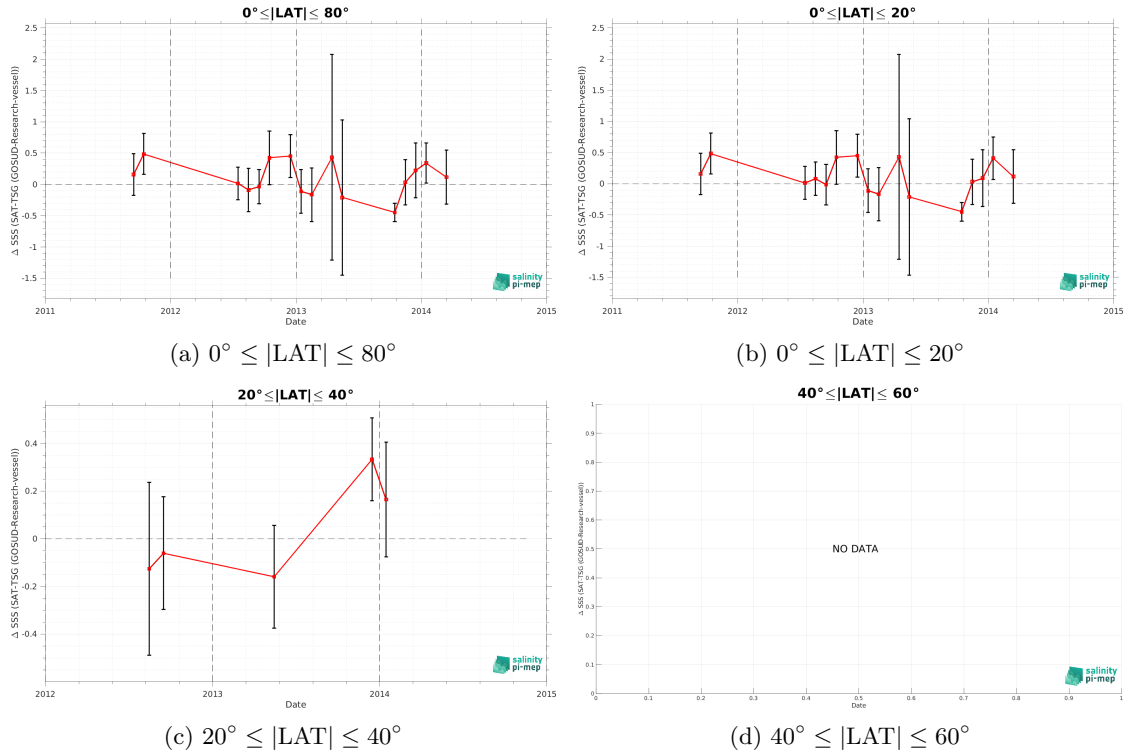 0°≤|LAT|≤ 80°
2.5
2
1.5
1
0.5
0
-0.5
-1
-1.5
Δ SSS (SAT-TSG (GOSUD-Research-vessel))
2011
2012
2013
2014
2015
Date
salinity
pi-mep
(a) 0° ≤ |LAT| ≤ 80°
0°≤|LAT|≤ 20°
2.5
2
1.5
1
0.5
0
-0.5
-1
-1.5
Δ SSS (SAT-TSG (GOSUD-Research-vessel))
2011
2012
2013
2014
2015
Date
salinity
pi-mep
(b) 0° ≤ |LAT| ≤ 20°
20°≤|LAT|≤ 40°
0.4
0.2
0
-0.2
-0.4
Δ SSS (SAT-TSG (GOSUD-Research-vessel))
2012
2013
2014
2015
Date
salinity
pi-mep
(c) 20° ≤ |LAT| ≤ 40°
40°≤|LAT|≤ 60°
1
0.9
0.8
0.7
0.6
0.5
0.4
0.3
0.2
0.1
0
Δ SSS (SAT-TSG (GOSUD-Research-vessel))
NO DATA
0
0.1
0.2
0.3
0.4
0.5
0.6
0.7
0.8
0.9
1
Date
salinity
pi-mep
(d) 40° ≤ |LAT| ≤ 60°